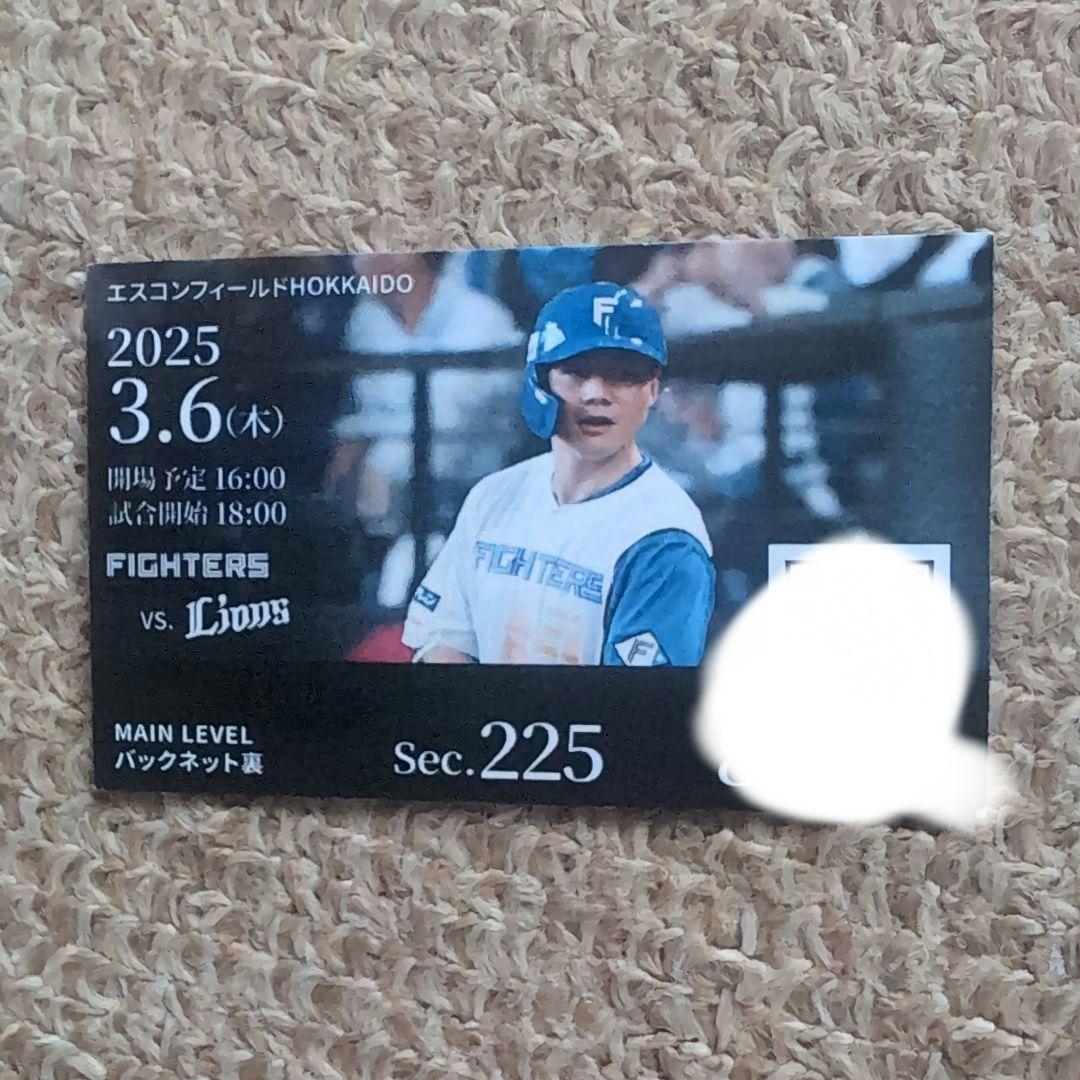 エスコンフィールドHOKKAIDO
2025
3.6(木)
開場予定 16:00
試合開始 18:00
FIGHTERS
VS. Lions
F
FIGHTERS
F
MAIN LEVEL
バックネット裏
Sec.225